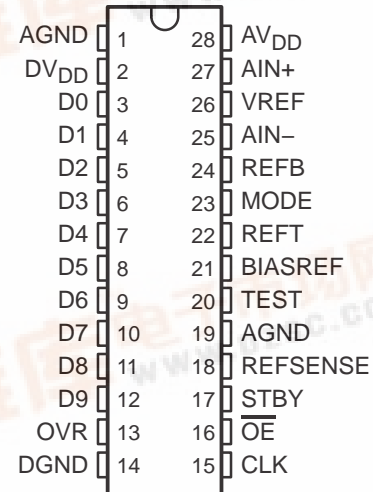 AGND 1 28 AVDD
DVDD 2 27 AIN+
D0 3 26 VREF
D1 4 25 AIN−
D2 5 24 REFB
D3 6 23 MODE
D4 7 22 REFT
D5 8 21 BIASREF
D6 9 20 TEST
D7 10 19 AGND
D8 11 18 REFSENSE
D9 12 17 STBY
OVR 13 16 OE
DGND 14 15 CLK